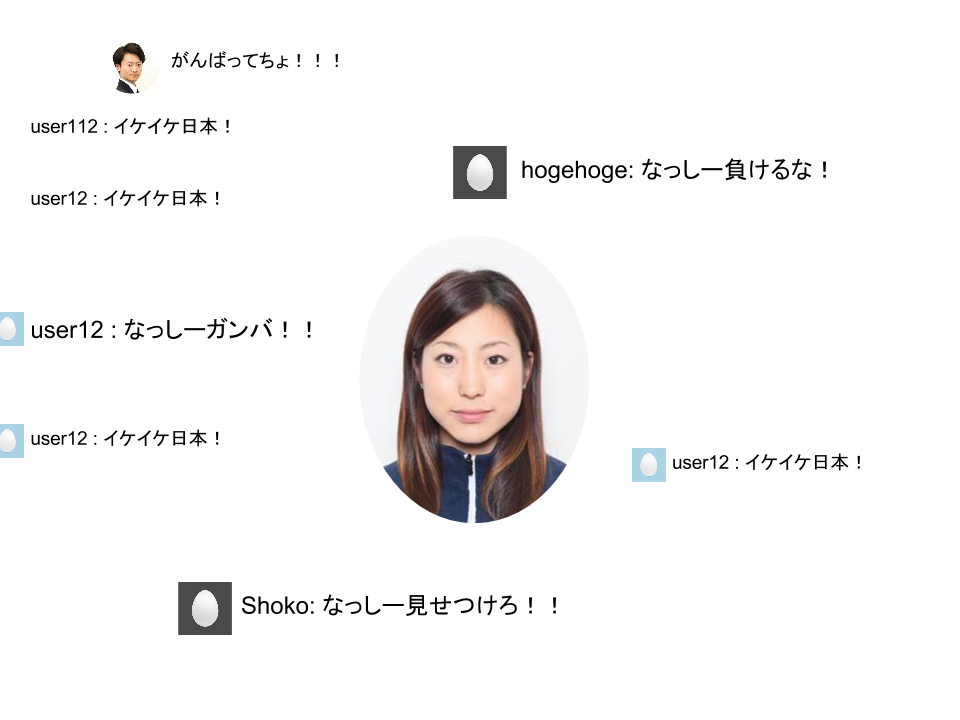 がんばってちょ！！！
user112 : イケイケ日本！
hogehoge: なっしー負けるな！
user12 : イケイケ日本！
user12 : なっしーガンバ！！
user12 : イケイケ日本！
user12 : イケイケ日本！
Shoko: なっしー見せつけろ！！